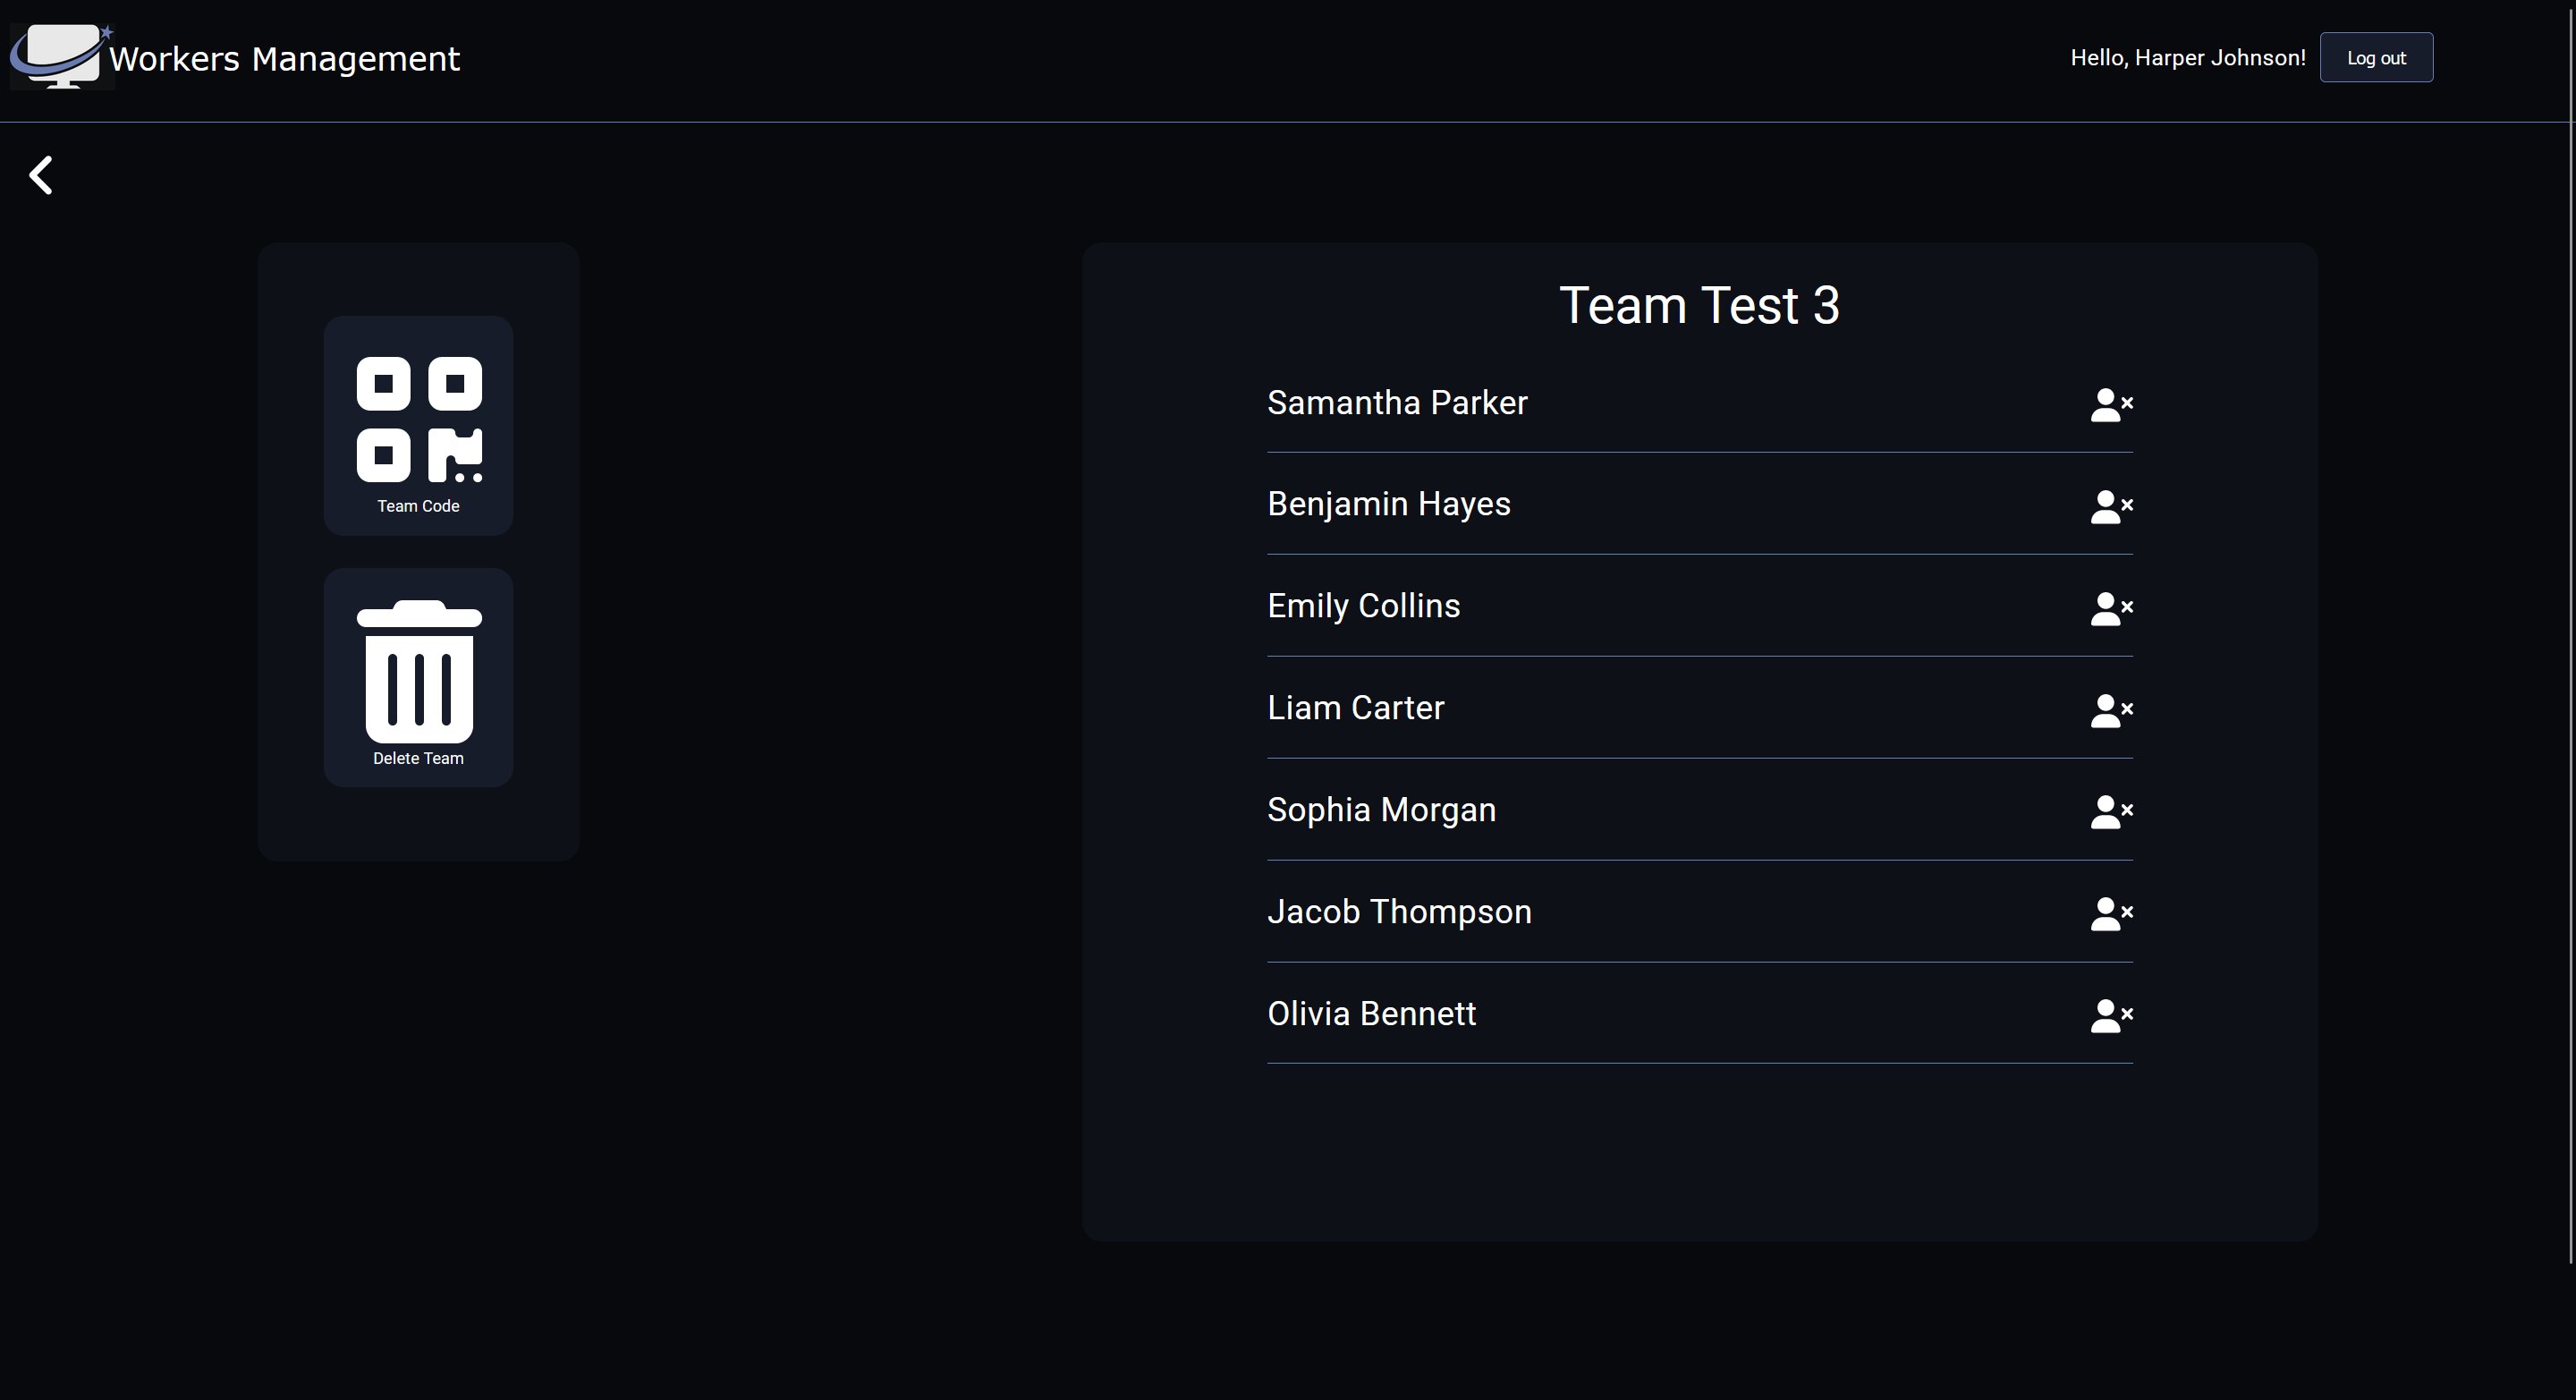 Workers Management
Hello, Harper Johnson!
Log out
Team Code
Delete Team
Team Test 3
Samantha Parker
Benjamin Hayes
Emily Collins
Liam Carter
Sophia Morgan
Jacob Thompson
Olivia Bennett